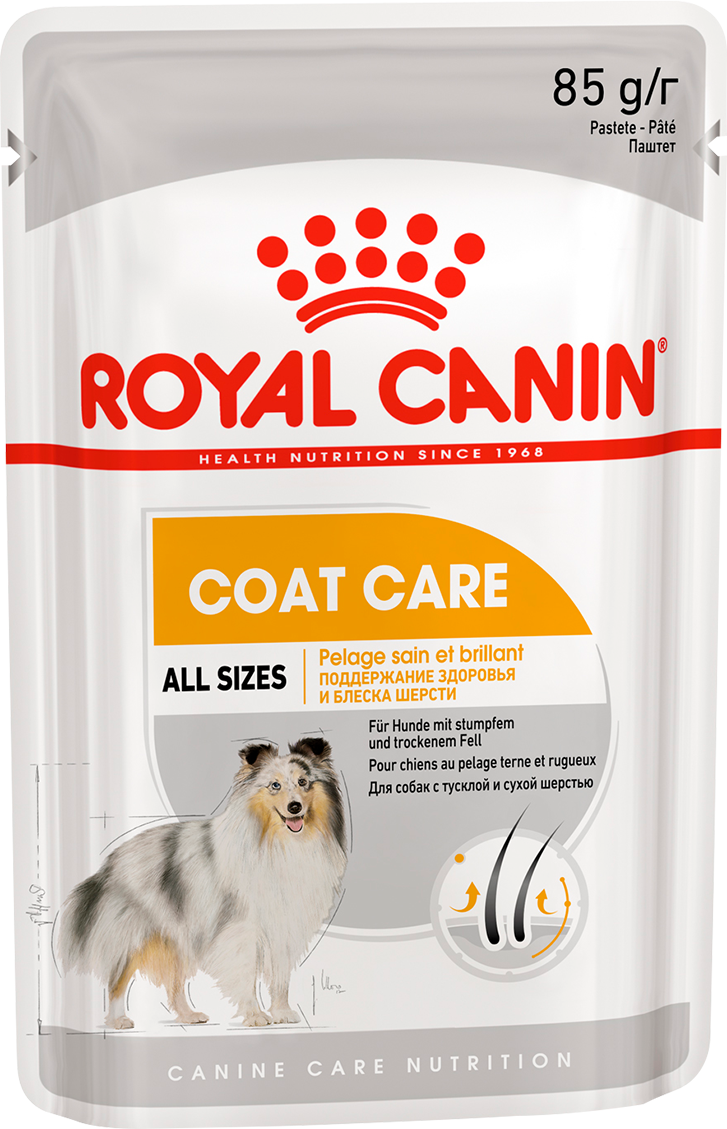 85 g/г
Pastete - Pâté
Паштет
ROYAL CANIN®
HEALTH NUTRITION SINCE 1968
COAT CARE
ALL SIZES
Pelage sain et brillant
ПОДДЕРЖАНИЕ ЗДОРОВЬЯ
И БЛЕСКА ШЕРСТИ
Für Hunde mit stumpfem
und trockenem Fell
Pour chiens au pelage terne et rugueux
Для собак с тусклой и сухой шерстью
CANINE CARE NUTRITION